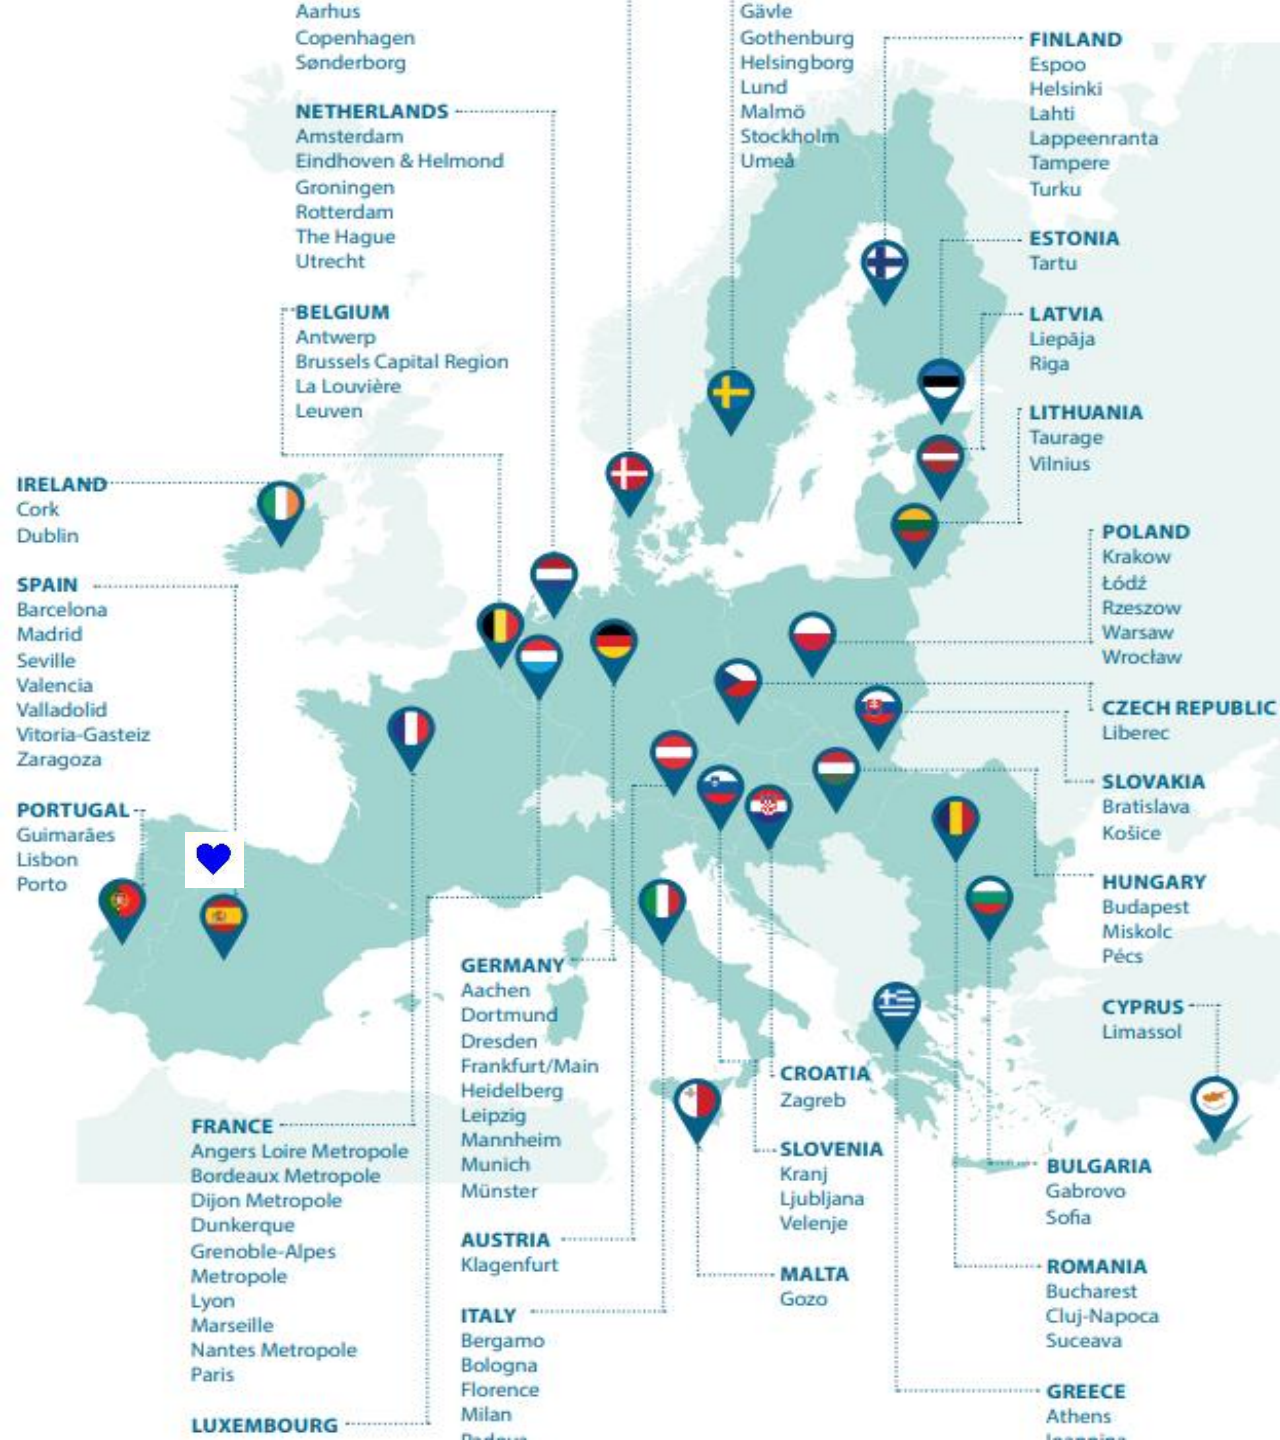 Aarhus
Copenhagen
Sønderborg
NETHERLANDS
Amsterdam
Eindhoven & Helmond
Groningen
Rotterdam
The Hague
Utrecht
BELGIUM
Antwerp
Brussels Capital Region
La Louvière
Leuven
Gävle
Gothenburg
Helsingborg
Lund
Malmö
Stockholm
Umeå
FINLAND
Espoo
Helsinki
Lahti
Lappeenranta
Tampere
Turku
ESTONIA
Tartu
LATVIA
Liepāja
Riga
LITHUANIA
Taurage
Vilnius
IRELAND
Cork
Dublin
SPAIN
Barcelona
Madrid
Seville
Valencia
Valladolid
Vitoria-Gasteiz
Zaragoza
PORTUGAL
Guimarães
Lisbon
Porto
POLAND
Krakow
Łódź
Rzeszow
Warsaw
Wrocław
CZECH REPUBLIC
Liberec
SLOVAKIA
Bratislava
Košice
HUNGARY
Budapest
Miskolc
Pécs
CYPRUS
Limassol
FRANCE
Angers Loire Metropole
Bordeaux Metropole
Dijon Metropole
Dunkerque
Grenoble-Alpes
Metropole
Lyon
Marseille
Nantes Metropole
Paris
LUXEMBOURG
GERMANY
Aachen
Dortmund
Dresden
Frankfurt/Main
Heidelberg
Leipzig
Mannheim
Munich
Münster
AUSTRIA
Klagenfurt
ITALY
Bergamo
Bologna
Florence
Milan
CROATIA
Zagreb
SLOVENIA
Kranj
Ljubljana
Velenje
MALTA
Gozo
BULGARIA
Gabrovo
Sofia
ROMANIA
Bucharest
Cluj-Napoca
Suceava
GREECE
Athens